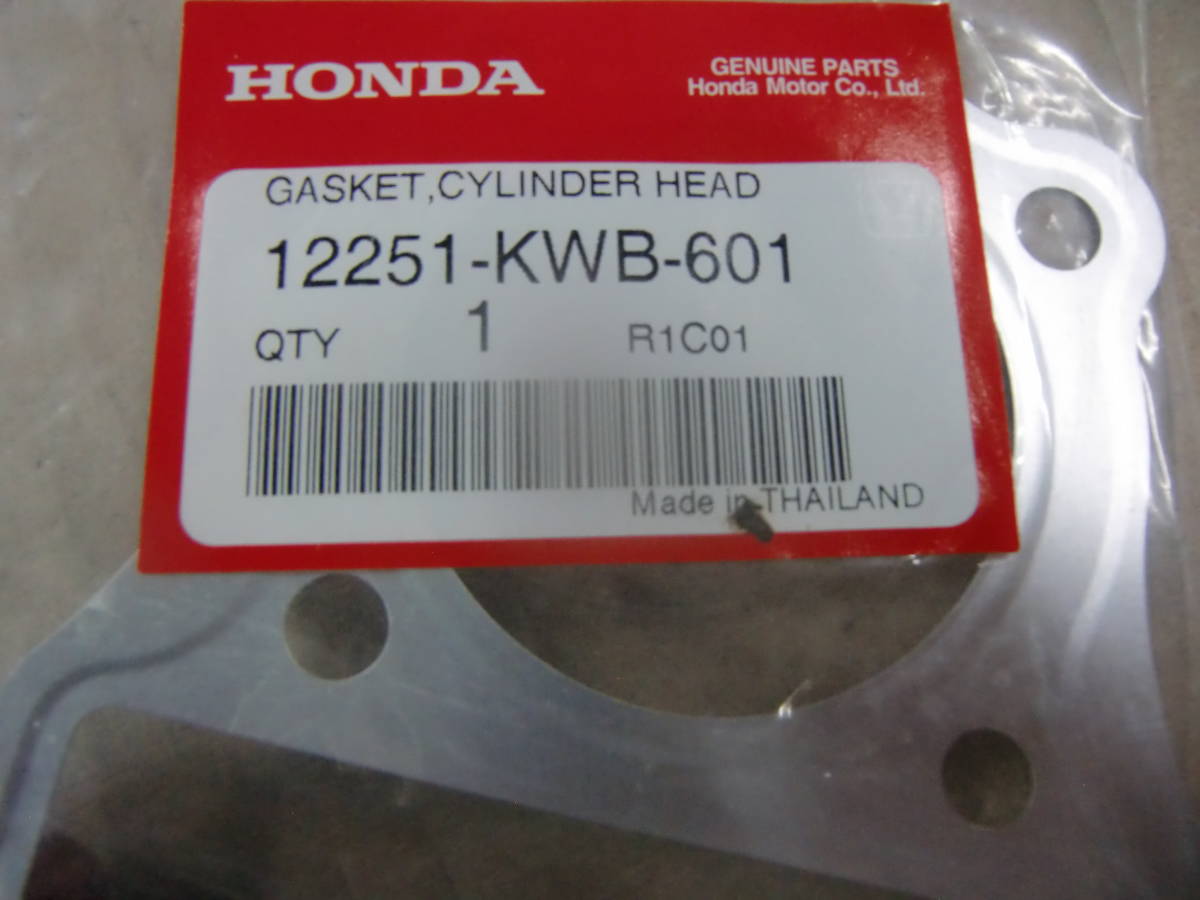 HONDA
GENUINE PARTS
Honda Motor Co., Ltd.
GASKET,CYLINDER HEAD
12251-KWB-601
QTY 1 R1C01
Made in THAILAND